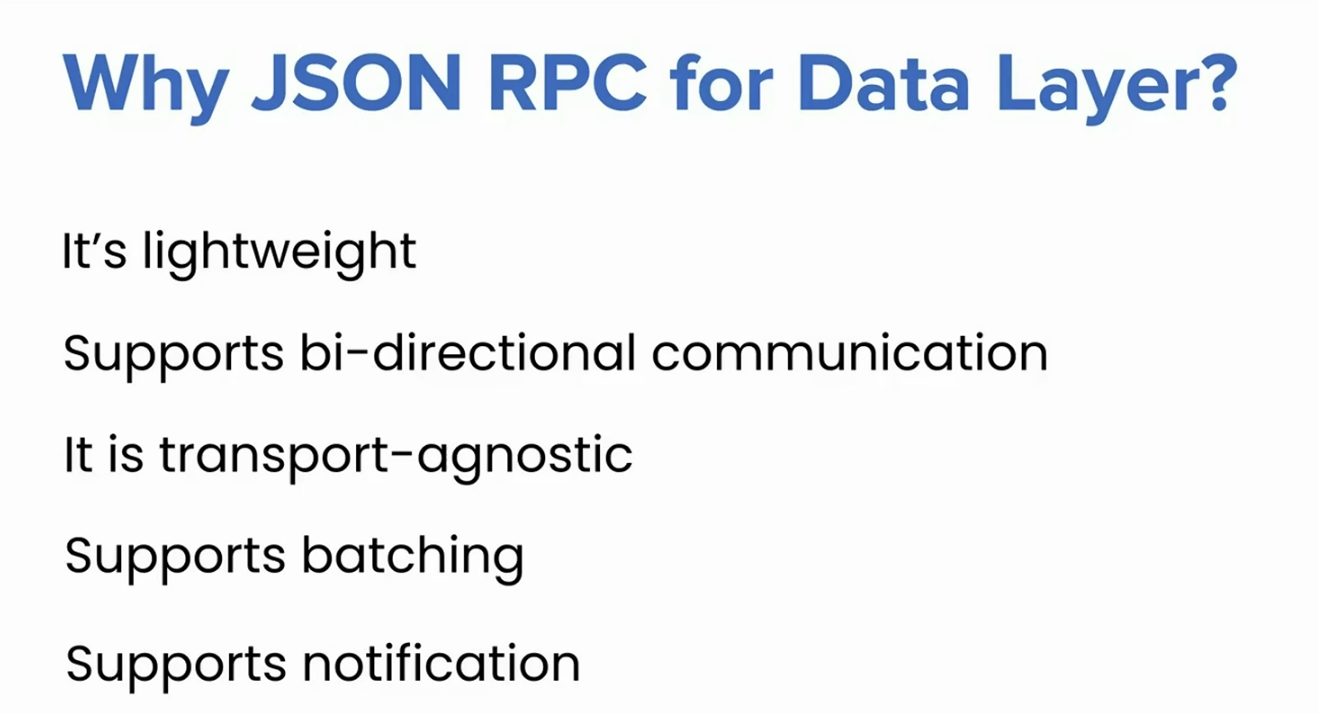 Why JSON RPC for Data Layer?
It’s lightweight
Supports bi-directional communication
It is transport-agnostic
Supports batching
Supports notification